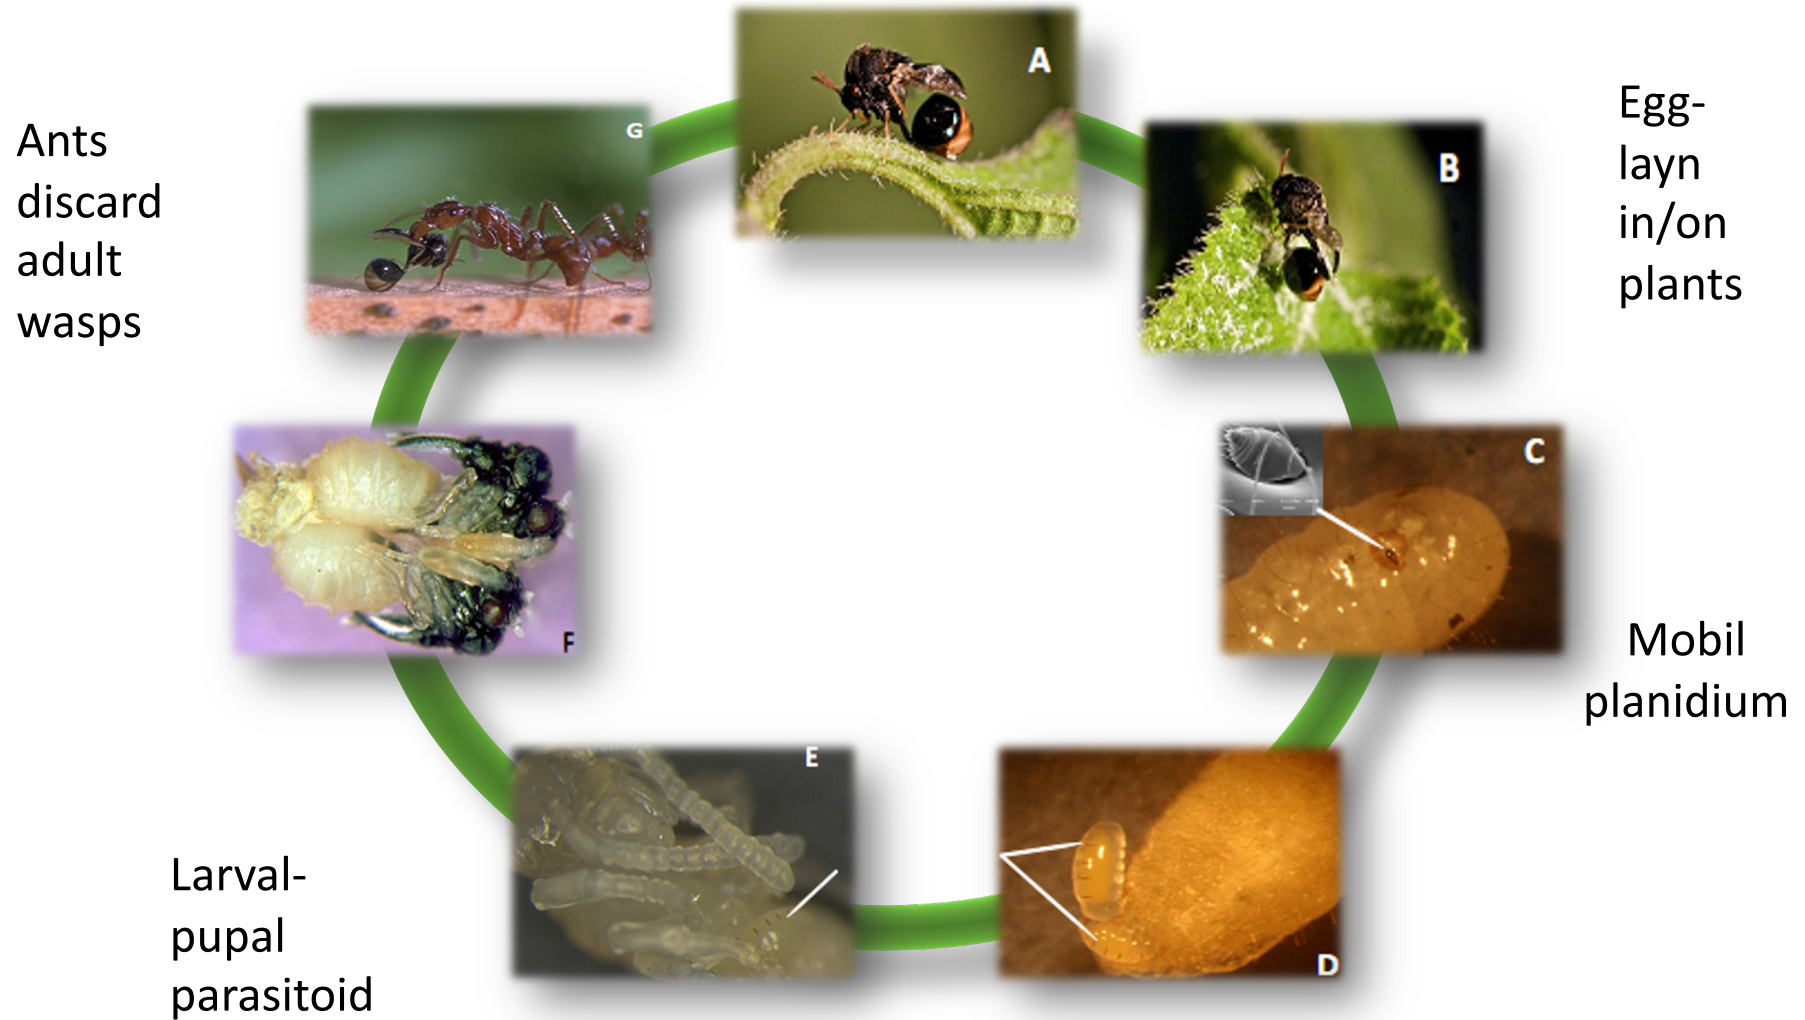 A
Egg-
layn
in/on
plants
B
C
Mobil
planidium
D
E
Larval-
pupal
parasitoid
F
G
Ants
discard
adult
wasps